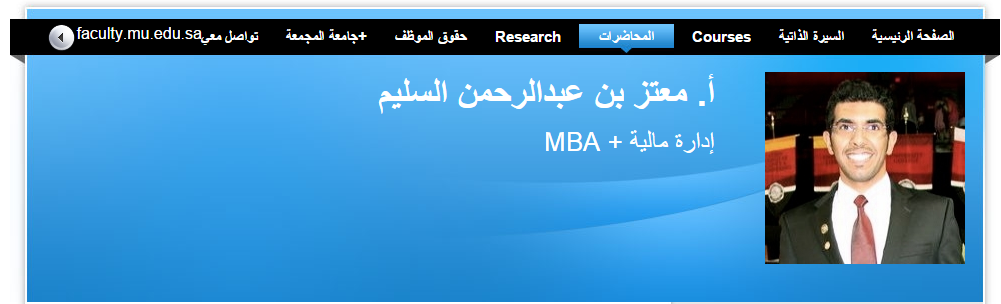 الصفحة الرئيسية السيرة الذاتية Courses المحاضرات Research حقوق الموظف +جامعة المجمعة تواصل معي faculty.mu.edu.sa
أ. معتز بن عبدالرحمن السليم
إدارة مالية + MBA